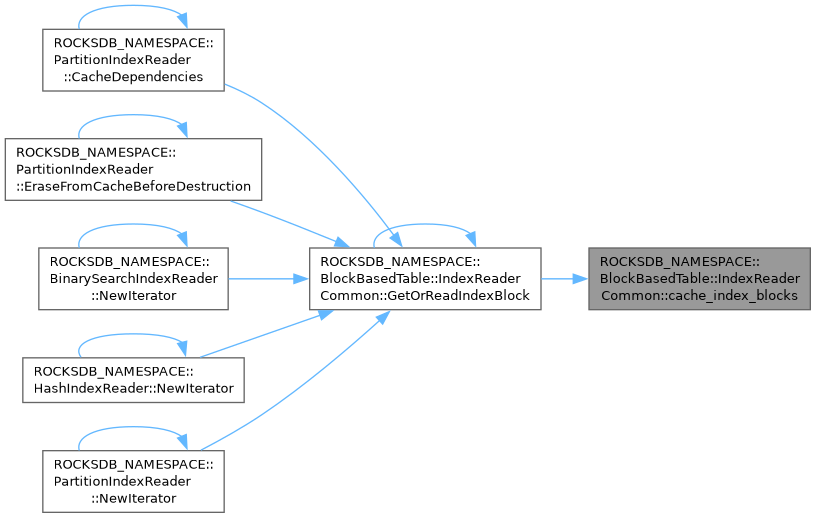 ROCKSDB_NAMESPACE::
PartitionIndexReader
::CacheDependencies
ROCKSDB_NAMESPACE::
PartitionIndexReader
::EraseFromCacheBeforeDestruction
ROCKSDB_NAMESPACE::
BinarySearchIndexReader
::NewIterator
ROCKSDB_NAMESPACE::
HashIndexReader::NewIterator
ROCKSDB_NAMESPACE::
PartitionIndexReader
::NewIterator
ROCKSDB_NAMESPACE::
BlockBasedTable::IndexReader
Common::GetOrReadIndexBlock
ROCKSDB_NAMESPACE::
BlockBasedTable::IndexReader
Common::cache_index_blocks